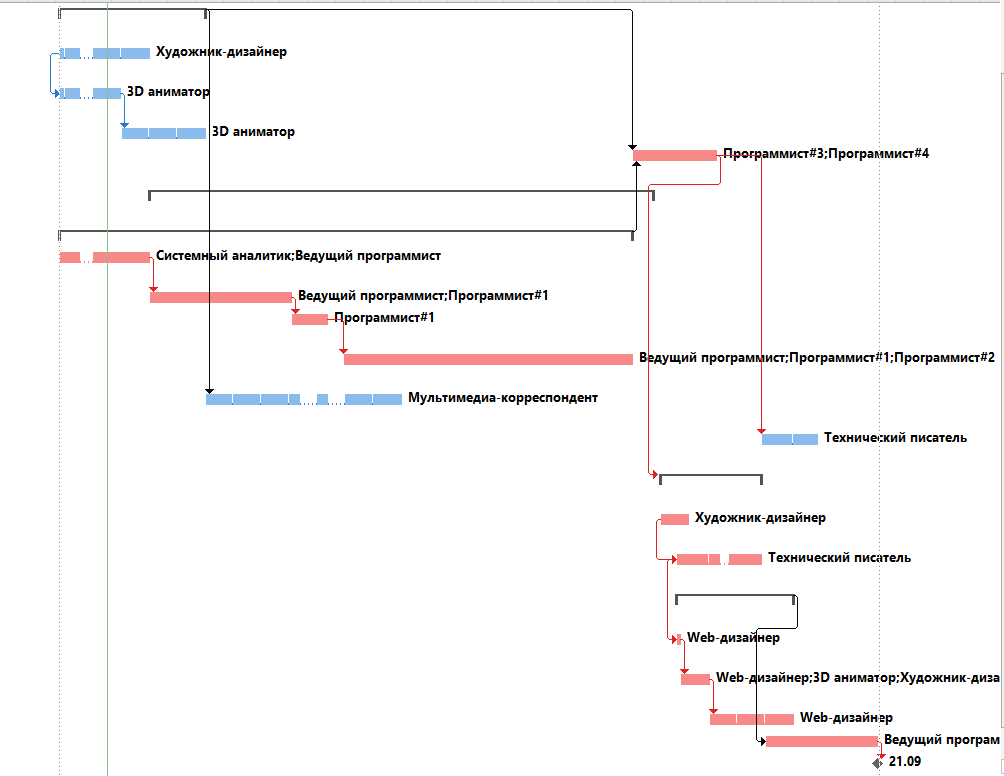 Художник-дизайнер
3D аниматор
3D аниматор
Программист#3;Программист#4
Системный аналитик;Ведущий программист
Ведущий программист;Программист#1
Программист#1
Ведущий программист;Программист#1;Программист#2
Мультимедиа-корреспондент
Технический писатель
Художник-дизайнер
Технический писатель
Web-дизайнер
Web-дизайнер;3D аниматор;Художник-диза
Web-дизайнер
Ведущий програм
21.09